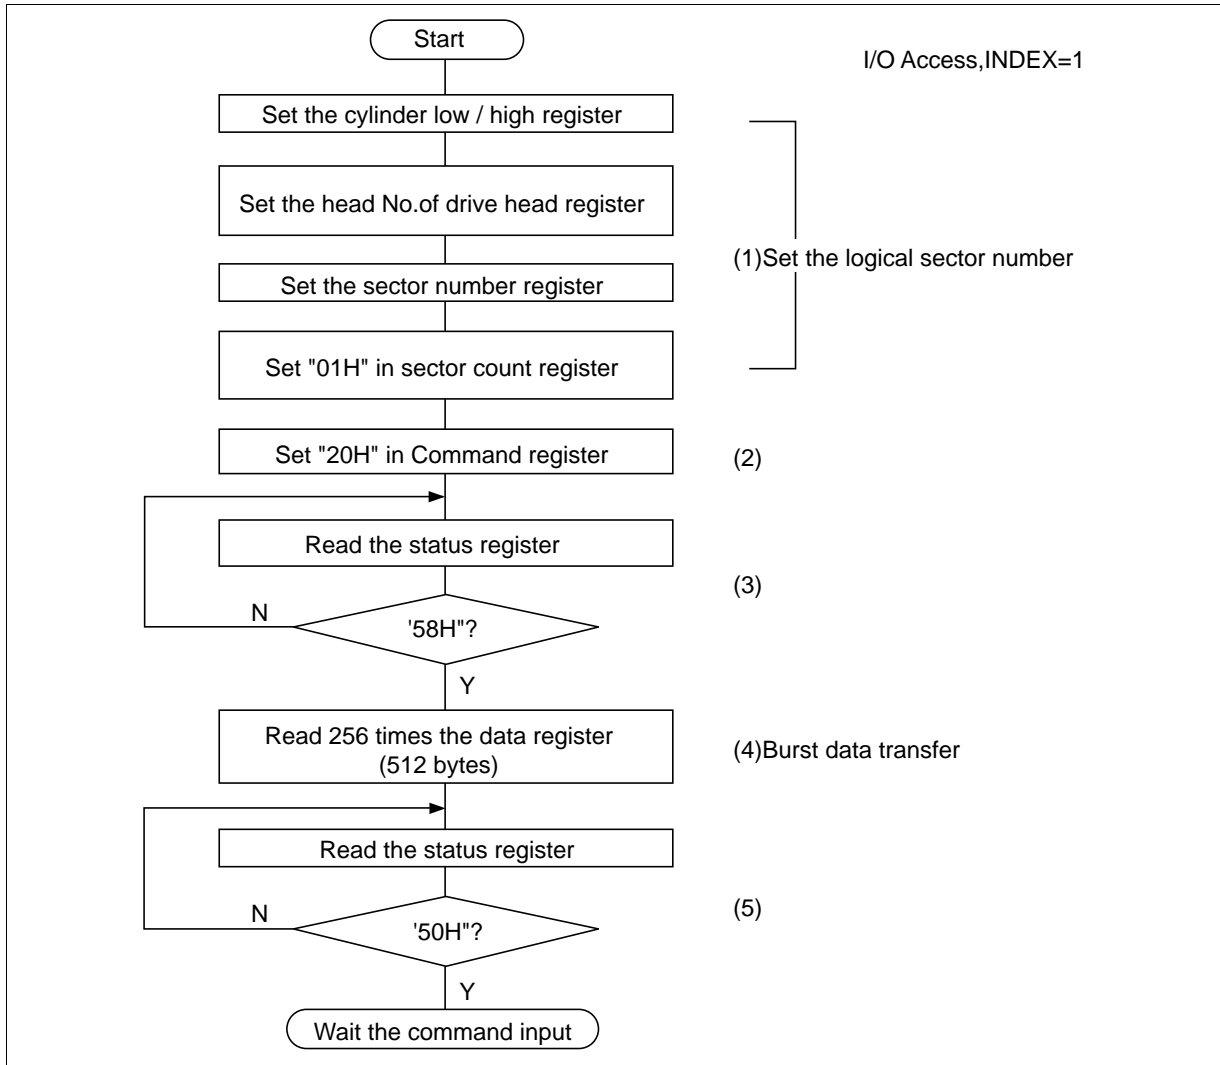 Start
I/O Access,INDEX=1
Set the cylinder low / high register
Set the head No.of drive head register
(1)Set the logical sector number
Set the sector number register
Set "01H" in sector count register
Set "20H" in Command register
(2)
Read the status register
(3)
N
'58H"?
Y
Read 256 times the data register
(512 bytes)
(4)Burst data transfer
Read the status register
N
'50H"?
(5)
Y
Wait the command input